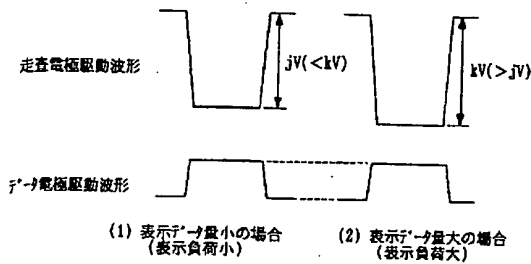 走査電極駆動波形
jV(<kV)
kV(>jV)
データ電極駆動波形
(1) 表示データ量小の場合
(表示負荷小)
(2) 表示データ量大の場合
(表示負荷大)